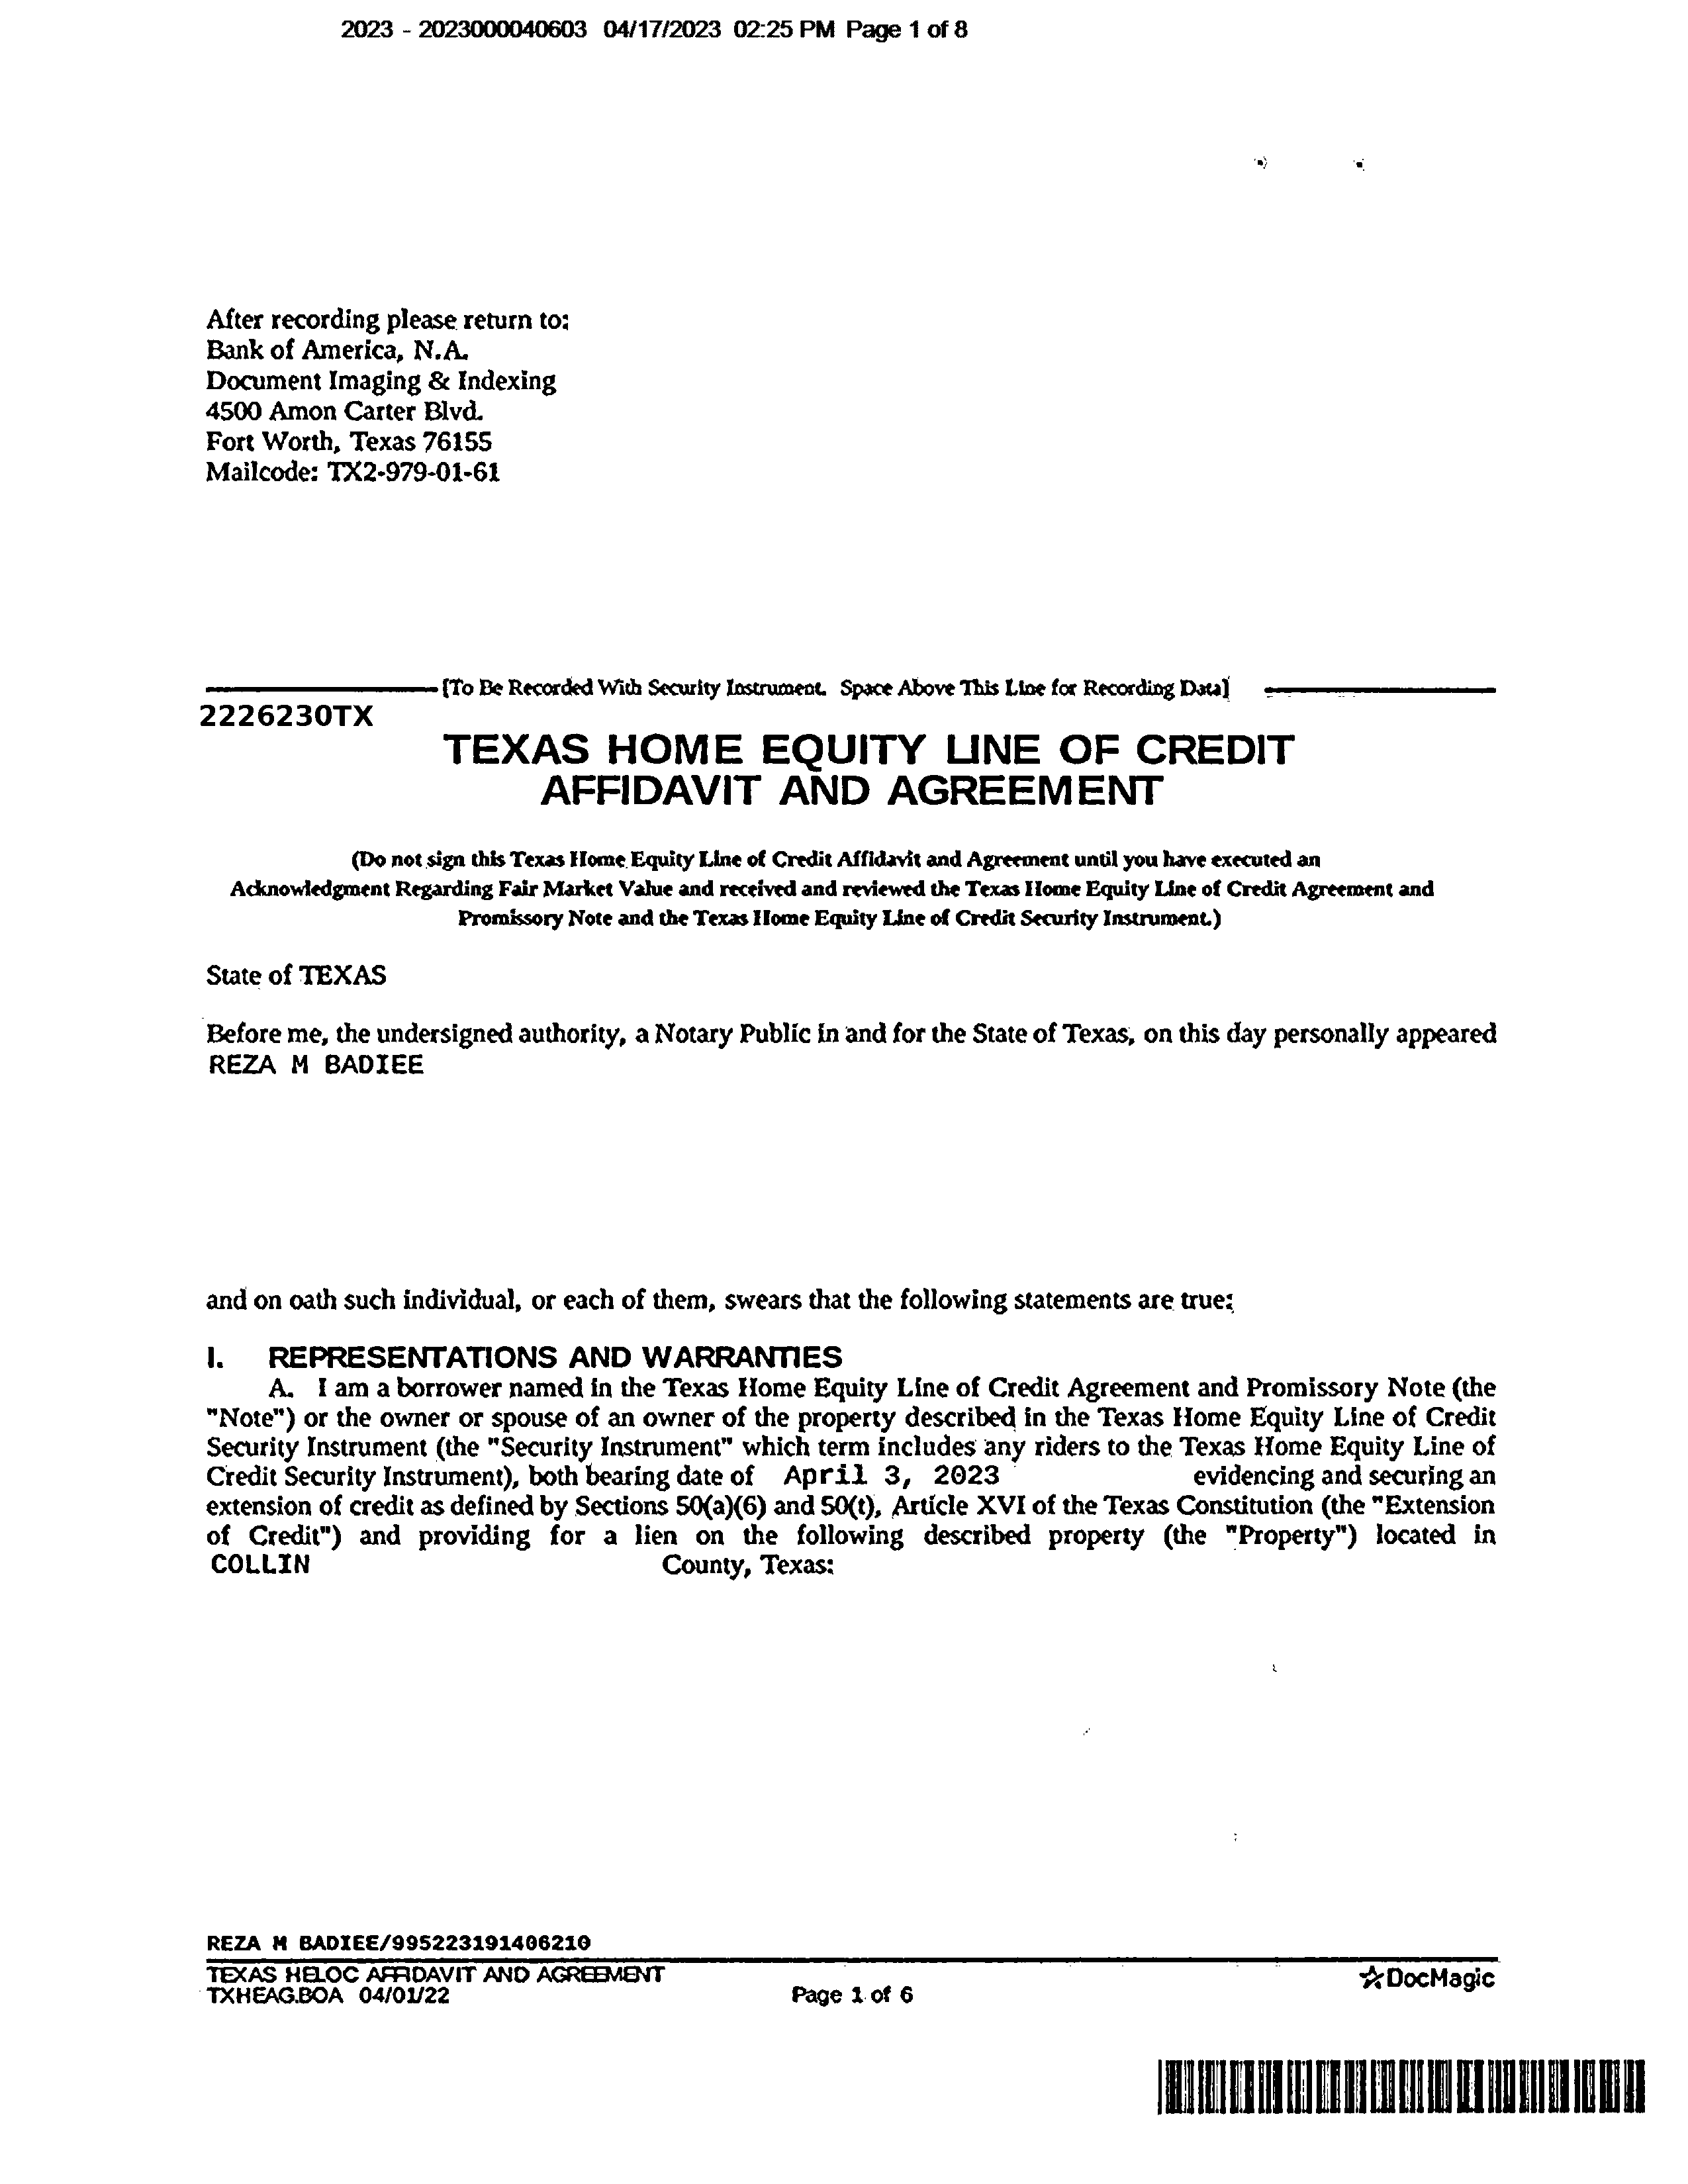 2023 - 2023000040603 04/17/2023 02:25 PM Page 1 of 8
After recording please return to:
Bank of America, N.A.
Document Imaging & Indexing
4500 Amon Carter Blvd.
Fort Worth, Texas 76155
Mailcode: TX2-979-01-61
[To Be Recorded With Security Instrument. Space Above This Line for Recording Data]
2226230TX
TEXAS HOME EQUITY LINE OF CREDIT
AFFIDAVIT AND AGREEMENT
(Do not sign this Texas Home Equity Line of Credit Affidavit and Agreement until you have executed an
Acknowledgment Regarding Fair Market Value and received and reviewed the Texas Home Equity Line of Credit Agreement and
Promissory Note and the Texas Home Equity Line of Credit Security Instrument.)
State of TEXAS
Before me, the undersigned authority, a Notary Public in and for the State of Texas, on this day personally appeared
REZA M BADIEE
and on oath such individual, or each of them, swears that the following statements are true:
I. REPRESENTATIONS AND WARRANTIES
A. I am a borrower named in the Texas Home Equity Line of Credit Agreement and Promissory Note (the
"Note") or the owner or spouse of an owner of the property described in the Texas Home Equity Line of Credit
Security Instrument (the "Security Instrument" which term includes any riders to the Texas Home Equity Line of
Credit Security Instrument), both bearing date of April 3, 2023 evidencing and securing an
extension of credit as defined by Sections 50(a)(6) and 50(t), Article XVI of the Texas Constitution (the "Extension
of Credit") and providing for a lien on the following described property (the "Property") located in
COLLIN County, Texas:
REZA M BADIEE/995223191406210
TEXAS HELOC AFFIDAVIT AND AGREEMENT
TXHEAG.BOA 04/01/22
Page 1 of 6
DocMagic